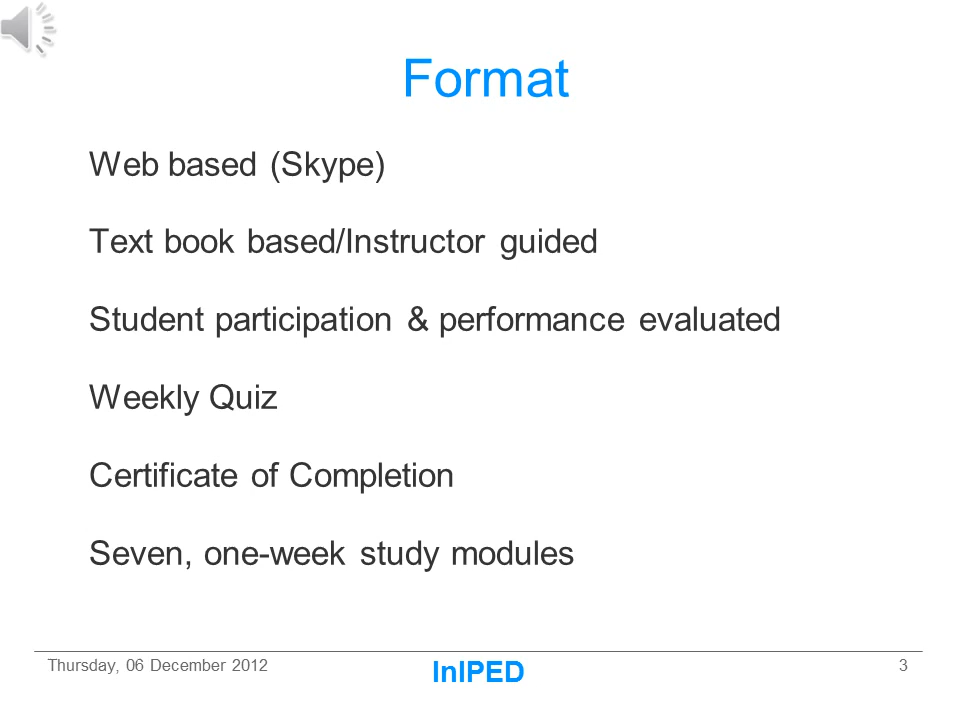 Format
Web based (Skype)
Text book based/Instructor guided
Student participation & performance evaluated
Weekly Quiz
Certificate of Completion
Seven, one-week study modules
Thursday, 06 December 2012
InIPED
3